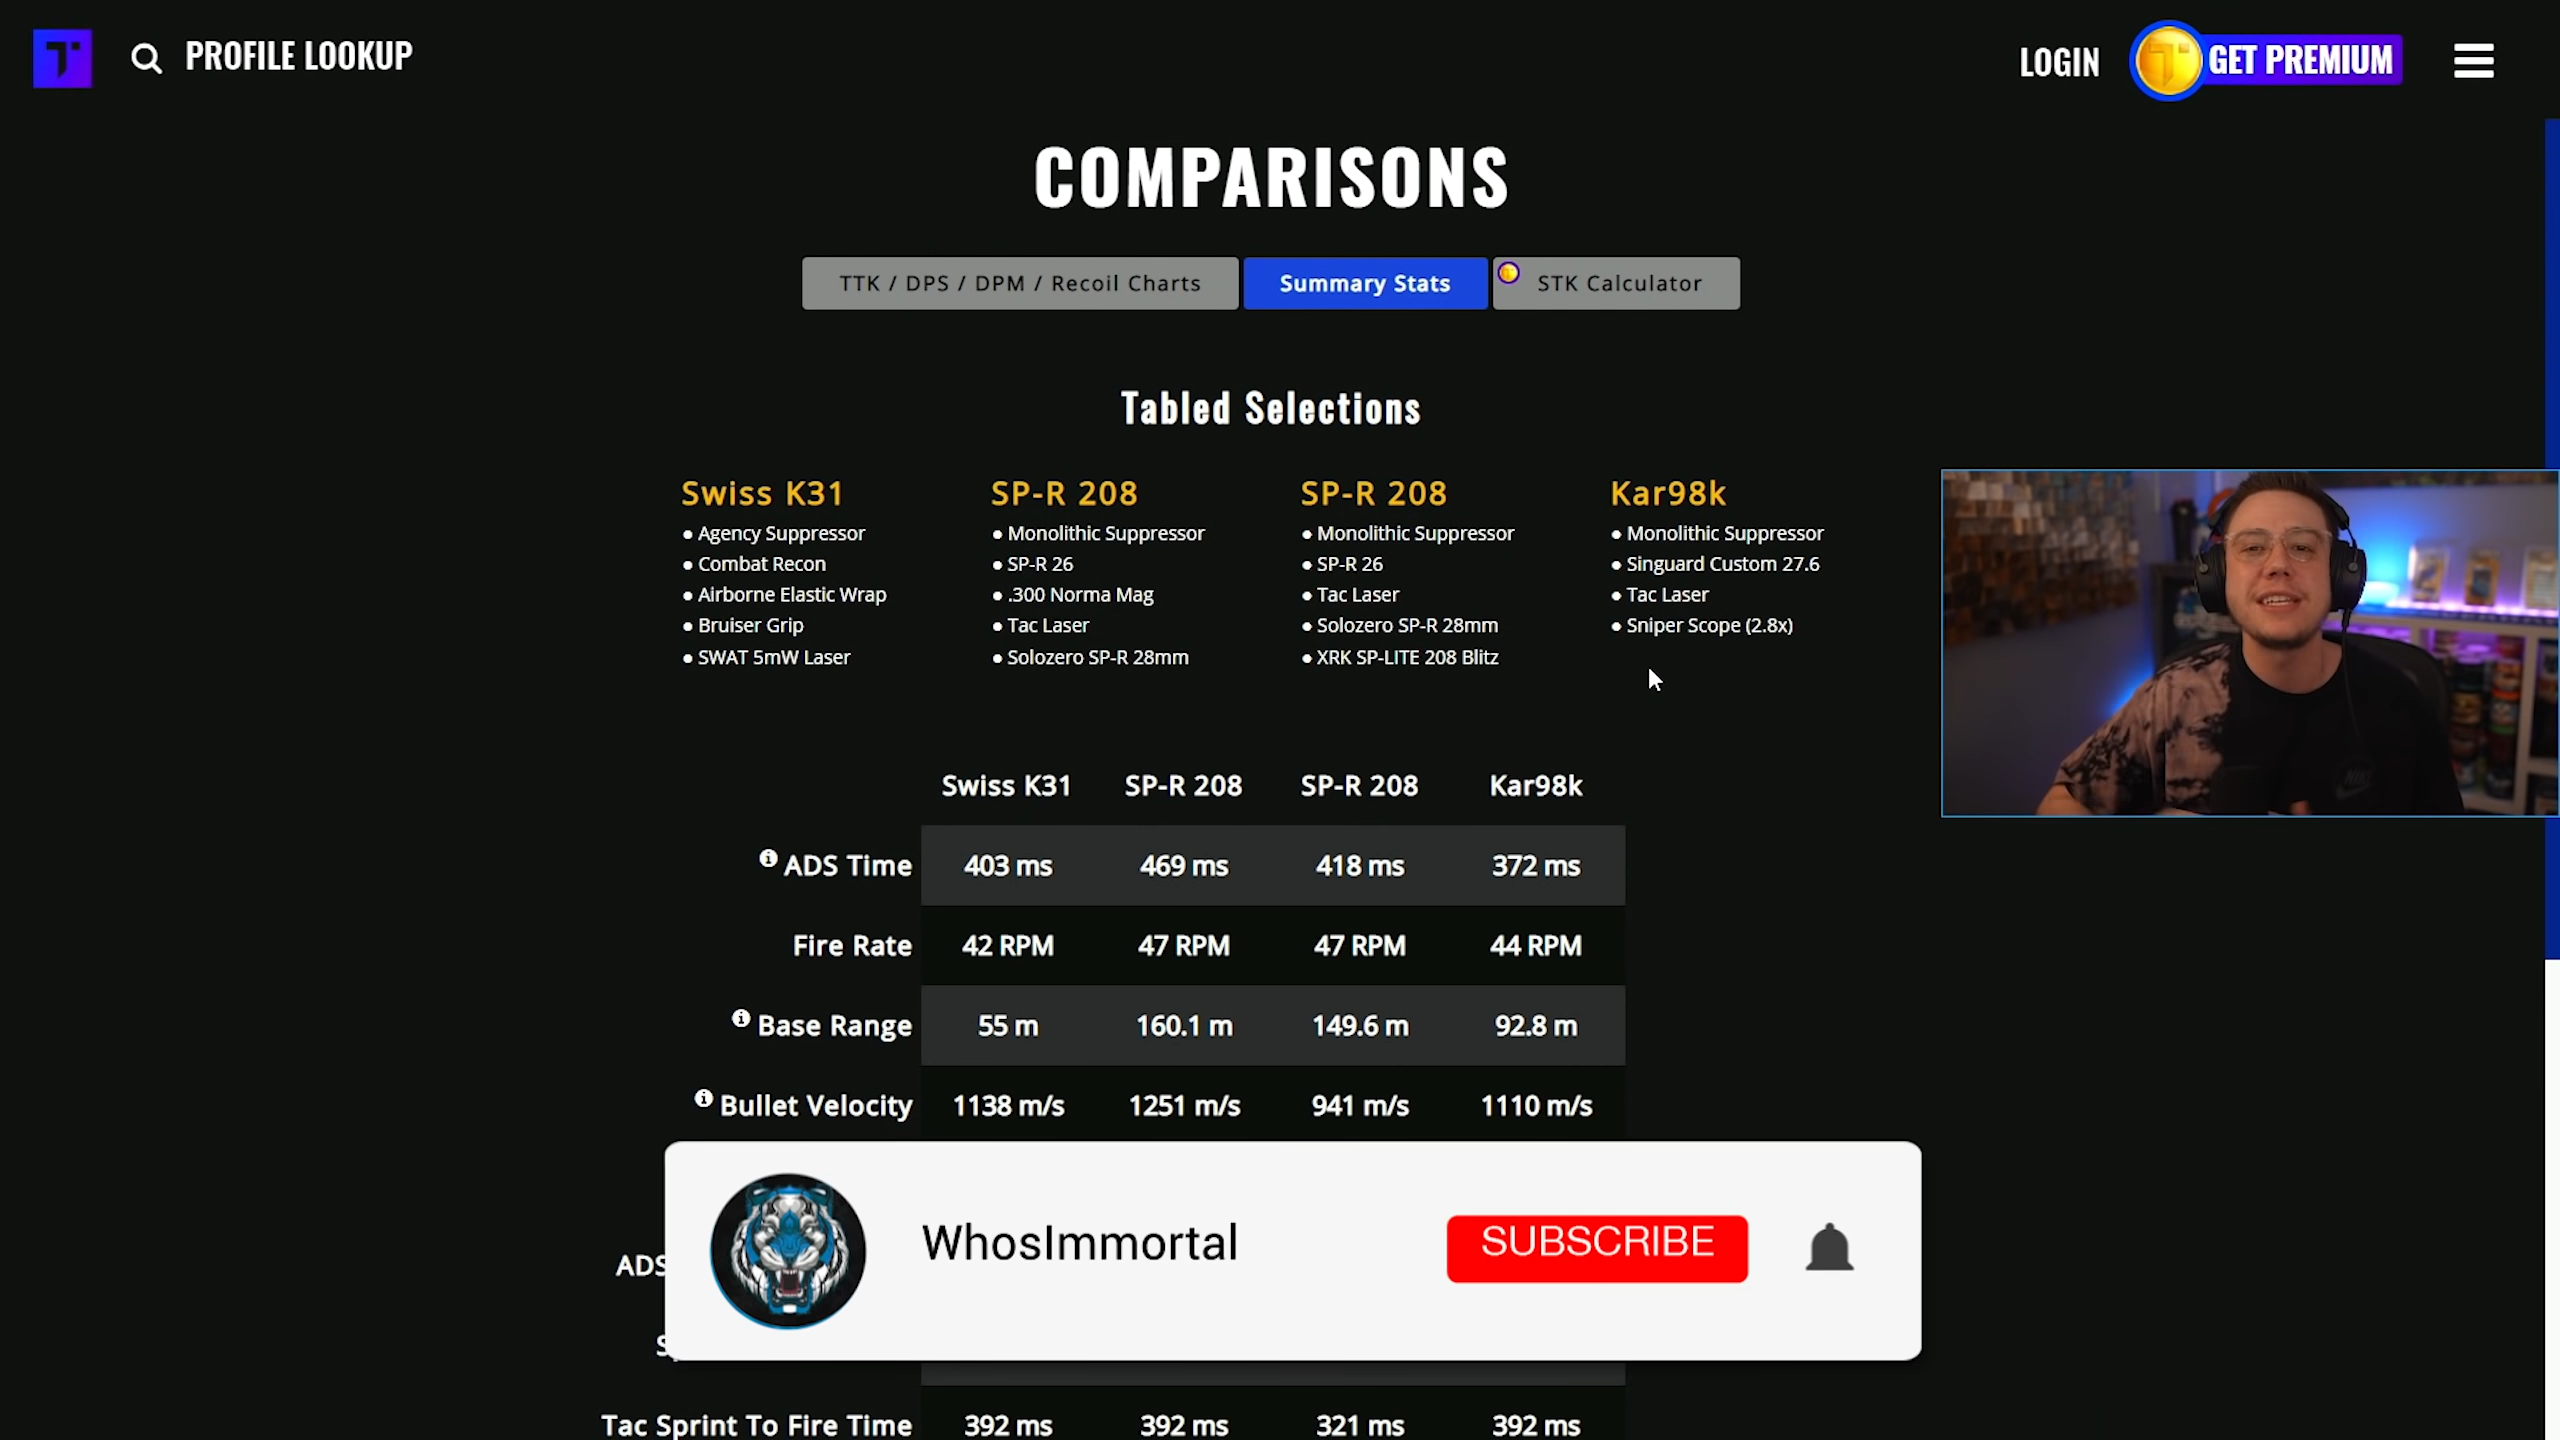 PROFILE LOOKUP
LOGIN
GET PREMIUM
COMPARISONS
TTK / DPS / DPM / Recoil Charts
Summary Stats
STK Calculator
Tabled Selections
Swiss K31
● Agency Suppressor
● Combat Recon
● Airborne Elastic Wrap
● Bruiser Grip
● SWAT 5mW Laser
SP-R 208
● Monolithic Suppressor
● SP-R 26
● .300 Norma Mag
● Tac Laser
● Solozero SP-R 28mm
SP-R 208
● Monolithic Suppressor
● SP-R 26
● Tac Laser
● Solozero SP-R 28mm
● XRK SP-LITE 208 Blitz
Kar98k
● Monolithic Suppressor
● Singuard Custom 27.6
● Tac Laser
● Sniper Scope (2.8x)
Swiss K31 SP-R 208 SP-R 208 Kar98k
ADS Time 403 ms 469 ms 418 ms 372 ms
Fire Rate 42 RPM 47 RPM 47 RPM 44 RPM
Base Range 55 m 160.1 m 149.6 m 92.8 m
Bullet Velocity 1138 m/s 1251 m/s 941 m/s 1110 m/s
ADS
WhosImmortal
SUBSCRIBE
Tac Sprint To Fire Time 392 ms 392 ms 321 ms 392 ms